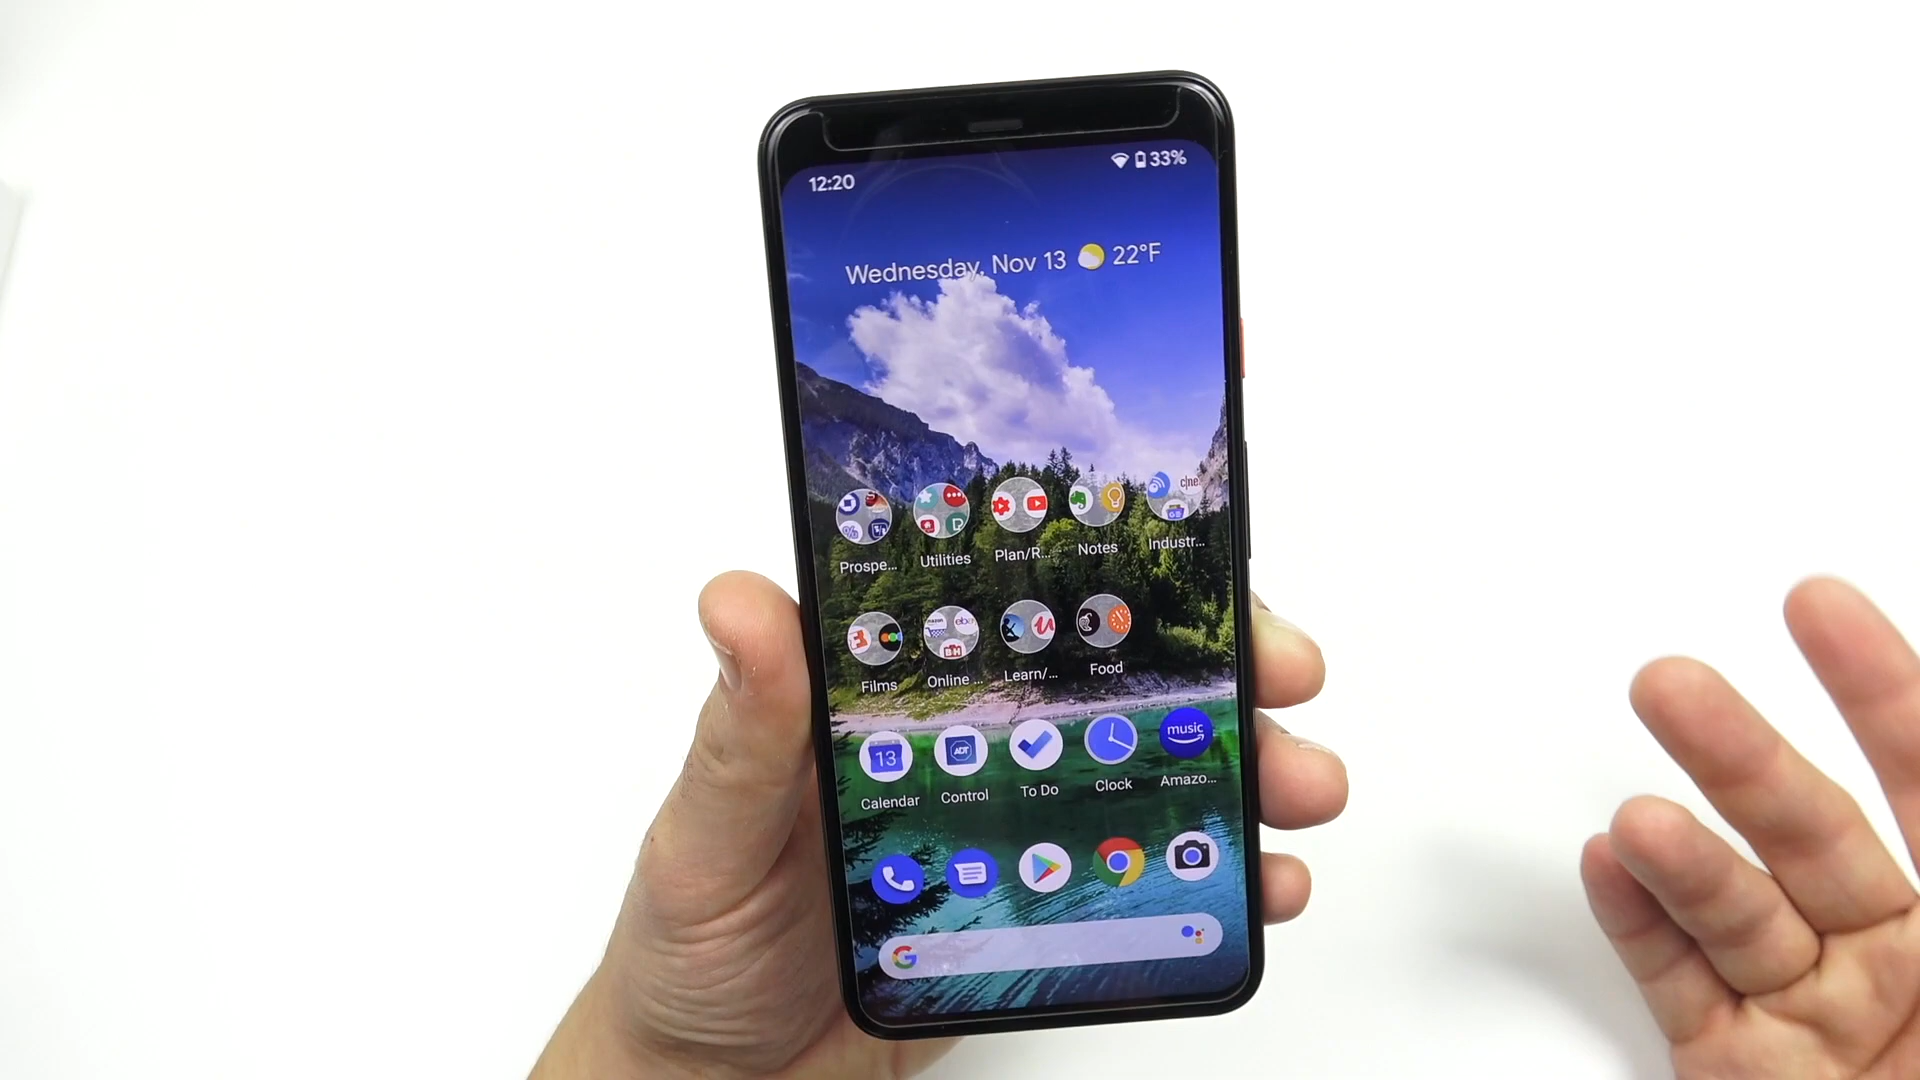 12:20
33%
Wednesday, Nov 13 22°F
Prospe... Utilities Plan/R... Notes Industr...
Films Online ... Learn/... Food
13
ADT
music
Calendar Control To Do Clock Amazo...
G